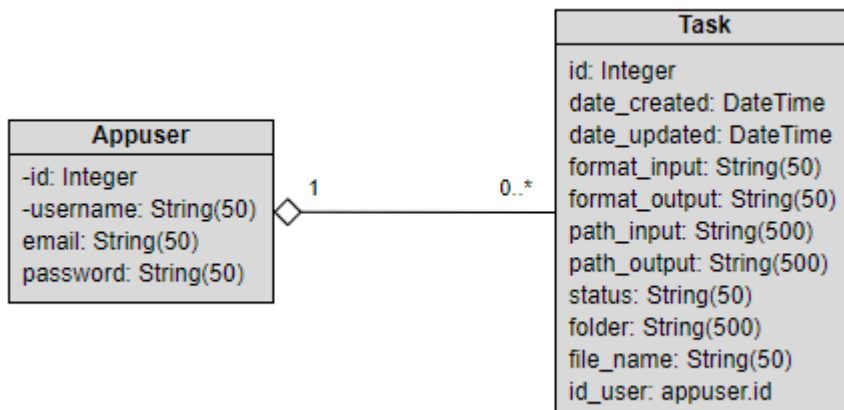 Appuser
-id: Integer
-username: String(50)
email: String(50)
password: String(50)
1
0..*
Task
id: Integer
date_created: DateTime
date_updated: DateTime
format_input: String(50)
format_output: String(50)
path_input: String(500)
path_output: String(500)
status: String(50)
folder: String(500)
file_name: String(50)
id_user: appuser.id